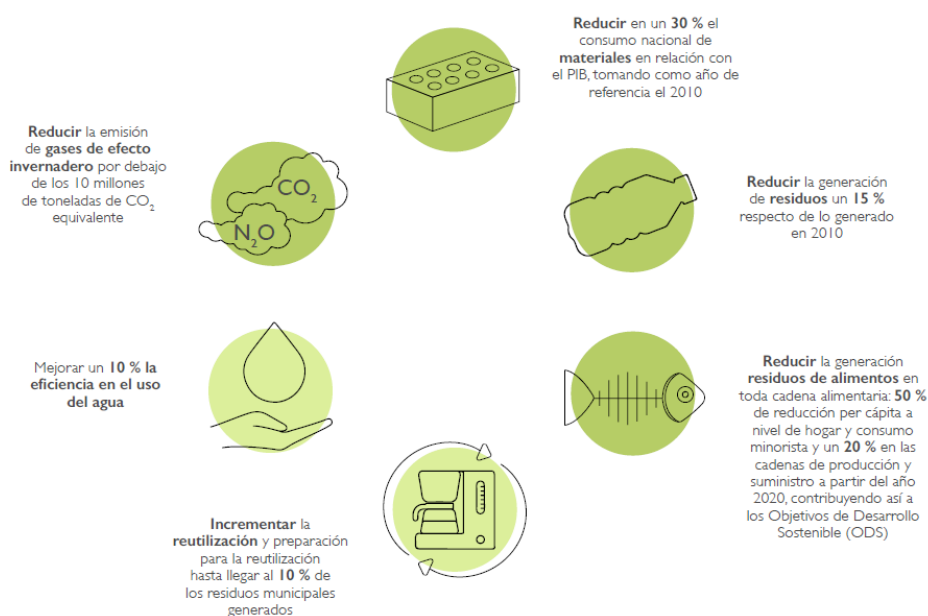 Reducir en un 30 % el
consumo nacional de
materiales en relación con
el PIB, tomando como año de
referencia el 2010
Reducir la emisión
de gases de efecto
invernadero por debajo
de los 10 millones
de toneladas de CO₂
equivalente
CO₂
N₂O
Reducir la generación
de residuos un 15 %
respecto de lo generado
en 2010
Mejorar un 10 % la
eficiencia en el uso
del agua
Reducir la generación
residuos de alimentos en
toda cadena alimentaria: 50 %
de reducción per cápita a
nivel de hogar y consumo
minorista y un 20 % en las
cadenas de producción y
suministro a partir del año
2020, contribuyendo así a
los Objetivos de Desarrollo
Sostenible (ODS)
Incrementar la
reutilización y preparación
para la reutilización
hasta llegar al 10 % de
los residuos municipales
generados